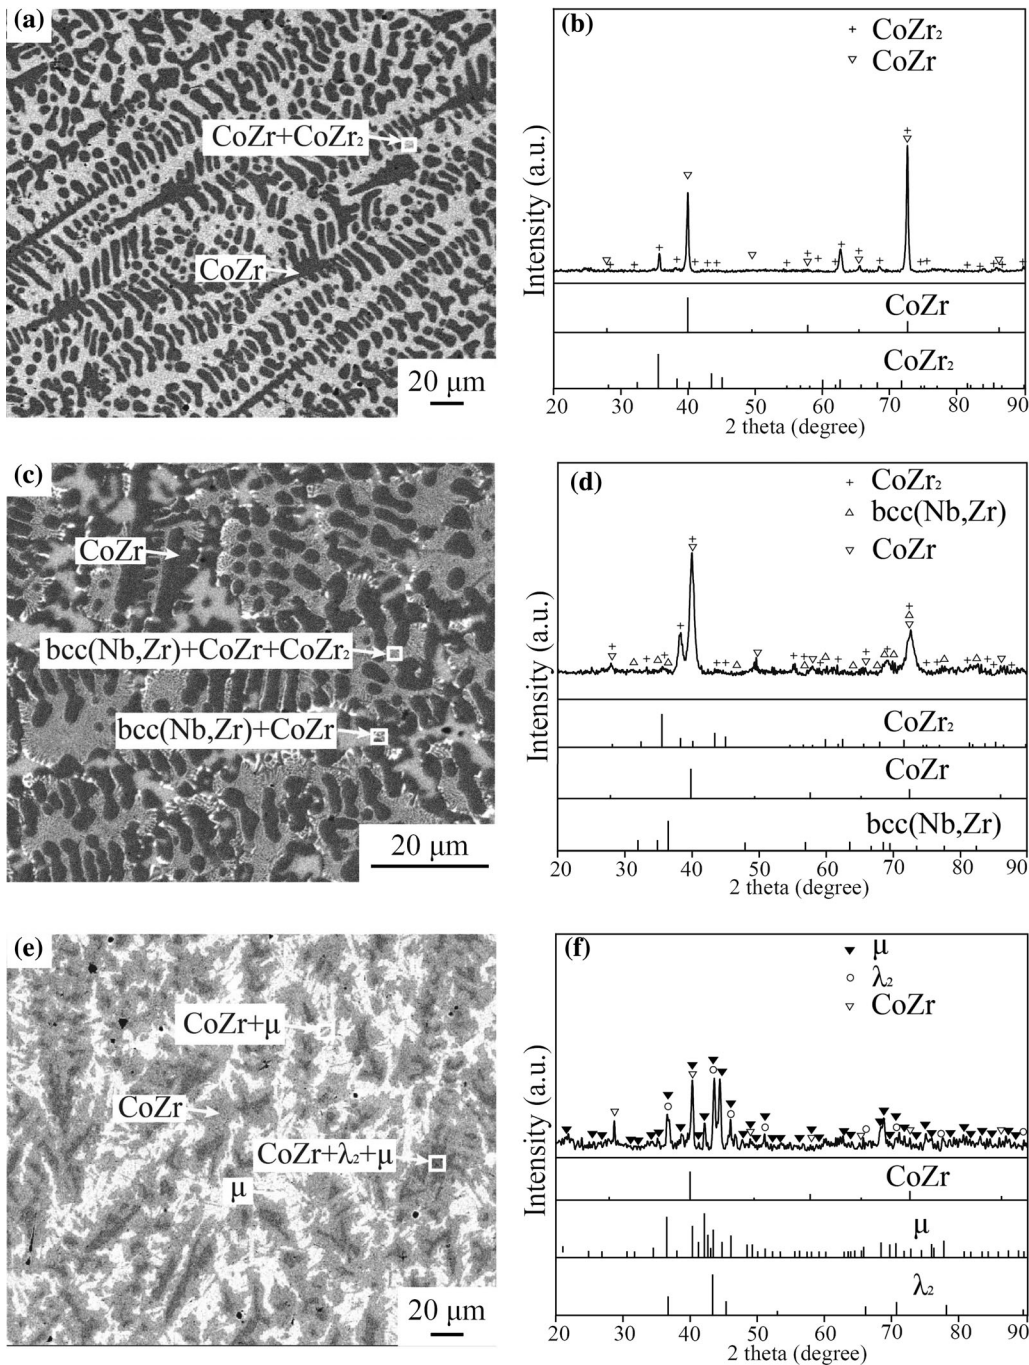 (a)
CoZr+CoZr₂
CoZr
20 μm
(b)
CoZr₂
CoZr
Intensity (a.u.)
CoZr
CoZr₂
20 30 40 50 60 70 80 90
2 theta (degree)
(c)
CoZr
bcc(Nb,Zr)+CoZr+CoZr₂
bcc(Nb,Zr)+CoZr
20 μm
(d)
CoZr₂
bcc(Nb,Zr)
CoZr
Intensity (a.u.)
CoZr₂
CoZr
bcc(Nb,Zr)
20 30 40 50 60 70 80 90
2 theta (degree)
(e)
CoZr+μ
CoZr
CoZr+λ₂+μ
μ
20 μm
(f)
μ
λ₂
CoZr
Intensity (a.u.)
CoZr
μ
λ₂
20 30 40 50 60 70 80 90
2 theta (degree)